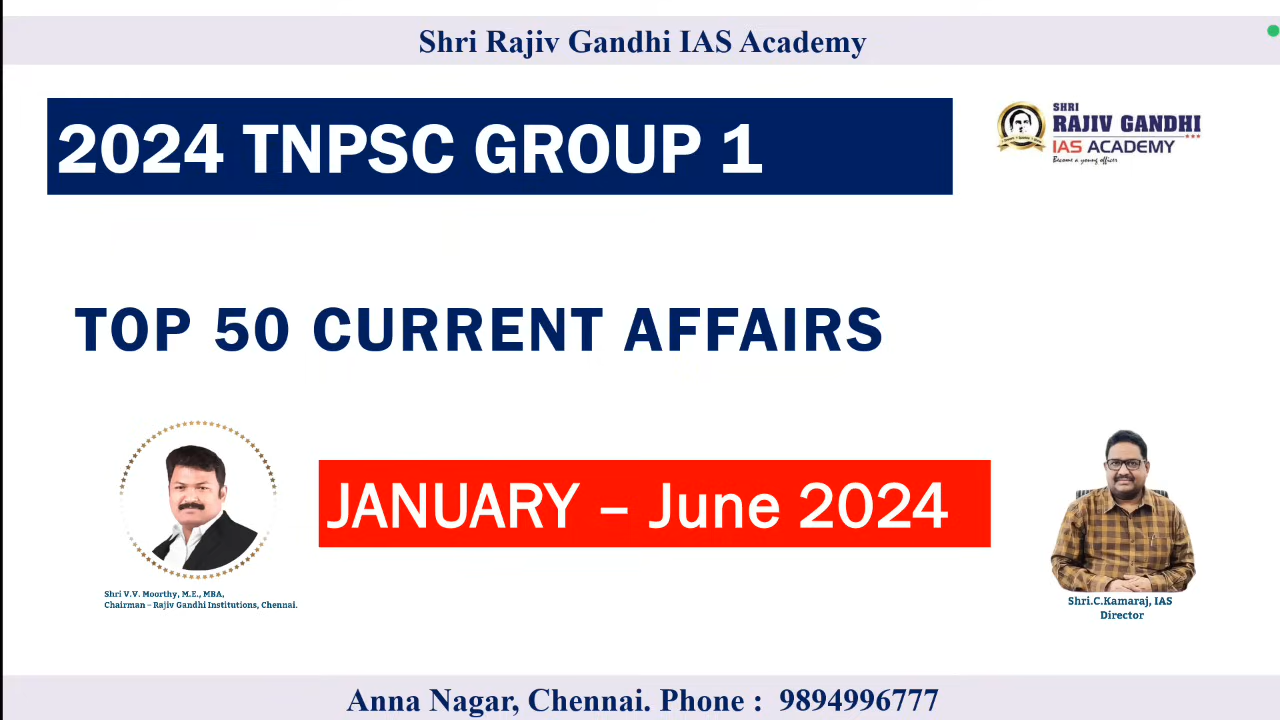 Shri Rajiv Gandhi IAS Academy
2024 TNPSC GROUP 1
SHRI
RAJIV GANDHI
IAS ACADEMY
Become a young officer
TOP 50 CURRENT AFFAIRS
JANUARY – June 2024
Shri V.V. Moorthy, M.E., MBA,
Chairman – Rajiv Gandhi Institutions, Chennai.
Shri.C.Kamaraj, IAS
Director
Anna Nagar, Chennai. Phone : 9894996777